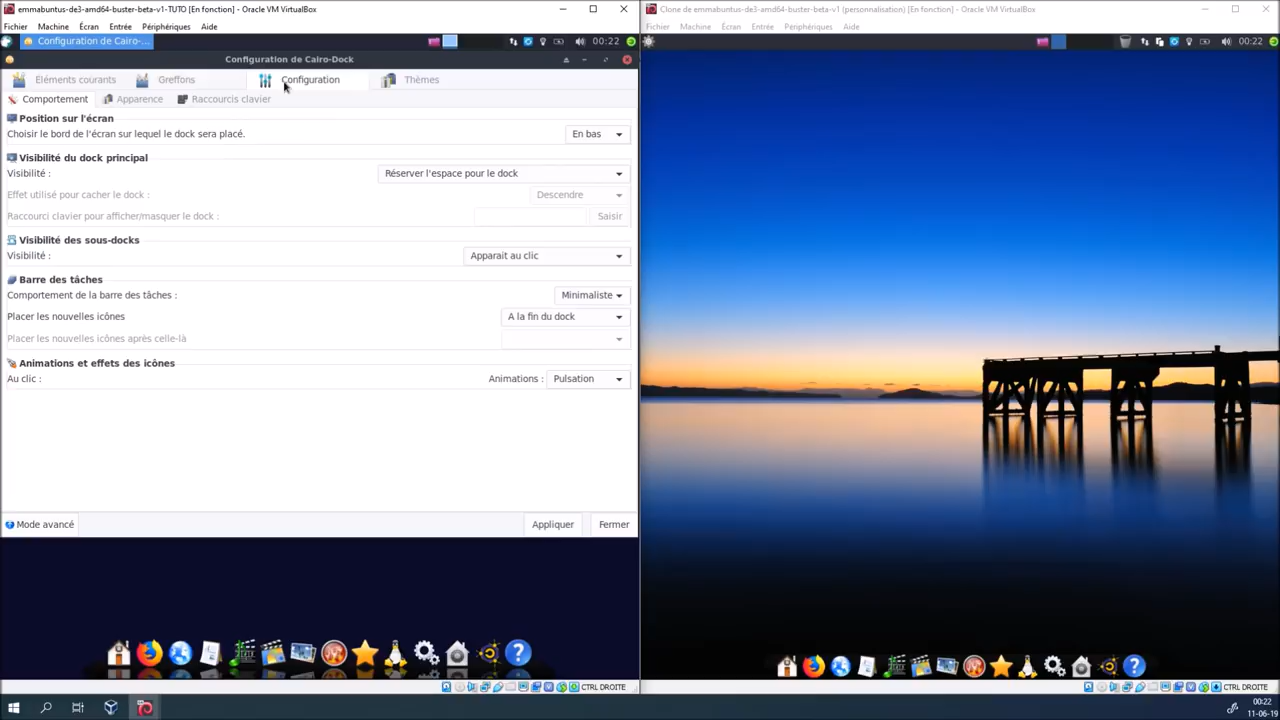 emmabuntus-de3-amd64-buster-beta-v1-TUTO [En fonction] - Oracle VM VirtualBox
Fichier Machine Écran Entrée Périphériques Aide
Configuration de Cairo-...
00:22
Configuration de Cairo-Dock
Eléments courants Greffons Configuration Thèmes
Comportement Apparence Raccourcis clavier
Position sur l'écran
Choisir le bord de l'écran sur lequel le dock sera placé. En bas
Visibilité du dock principal
Visibilité : Réserver l'espace pour le dock
Effet utilisé pour cacher le dock : Descendre
Raccourci clavier pour afficher/masquer le dock : Saisir
Visibilité des sous-docks
Visibilité : Apparait au clic
Barre des tâches
Comportement de la barre des tâches : Minimaliste
Placer les nouvelles icônes A la fin du dock
Placer les nouvelles icônes après celle-là
Animations et effets des icônes
Au clic : Animations : Pulsation
Mode avancé Appliquer Fermer
CTRL DROITE
Clone de emmabuntus-de3-amd64-buster-beta-v1 (personnalisation) [En fonction] - Oracle VM VirtualBox
Fichier Machine Écran Entrée Périphériques Aide
00:22
CTRL DROITE
00:22
11-06-19